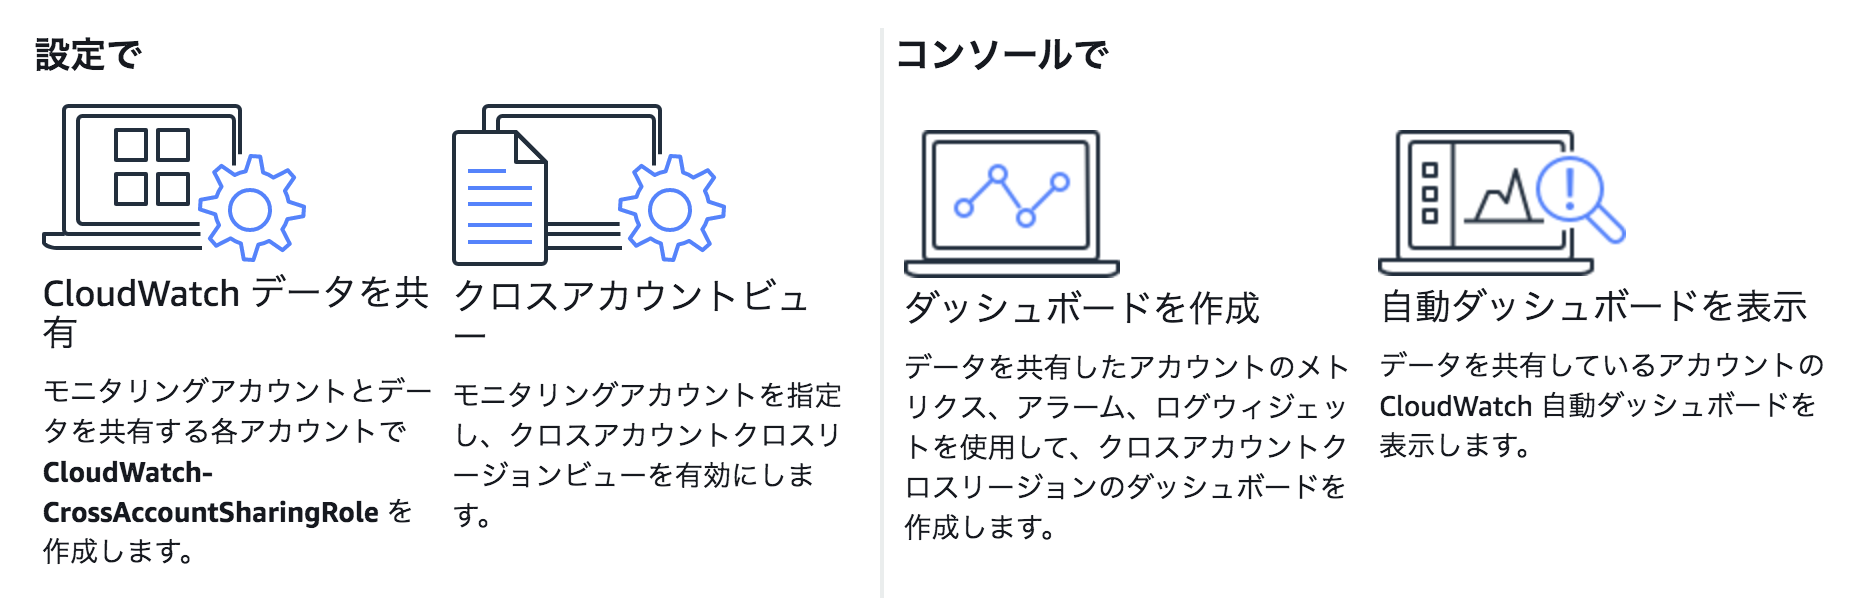 設定で
CloudWatch データを共
有
モニタリングアカウントとデー
タを共有する各アカウントで
CloudWatch-
CrossAccountSharingRole を
作成します。
クロスアカウントビュ
ー
モニタリングアカウントを指定
し、クロスアカウントクロスリ
ージョンビューを有効にしま
す。
コンソールで
ダッシュボードを作成
データを共有したアカウントのメト
リクス、アラーム、ログウィジェッ
トを使用して、クロスアカウントク
ロスリージョンのダッシュボードを
作成します。
自動ダッシュボードを表示
データを共有しているアカウントの
CloudWatch 自動ダッシュボードを
表示します。